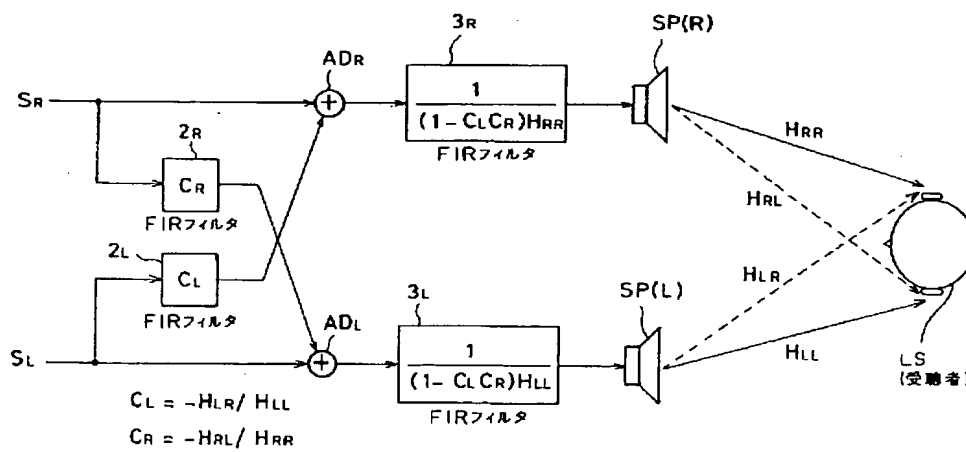 3R
SP(R)
ADR
SR
+
1
(1-CLCR)HRR
FIRフィルタ
HRR
2R
CR
FIRフィルタ
HRL
2L
CL
FIRフィルタ
HLR
3L
SP(L)
ADL
SL
+
1
(1-CLCR)HLL
FIRフィルタ
HLL
LS
(受聴者)
CL = -HLR/HLL
CR = -HRL/HRR